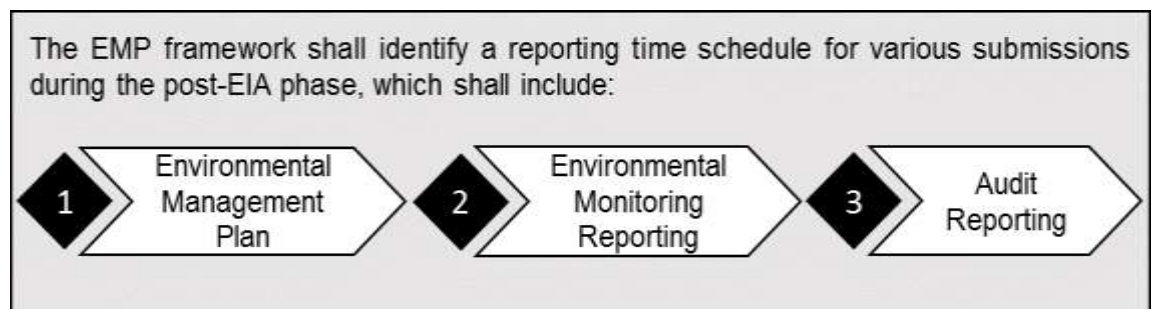 The EMP framework shall identify a reporting time schedule for various submissions
during the post-EIA phase, which shall include:
1
Environmental
Management
Plan
2
Environmental
Monitoring
Reporting
3
Audit
Reporting